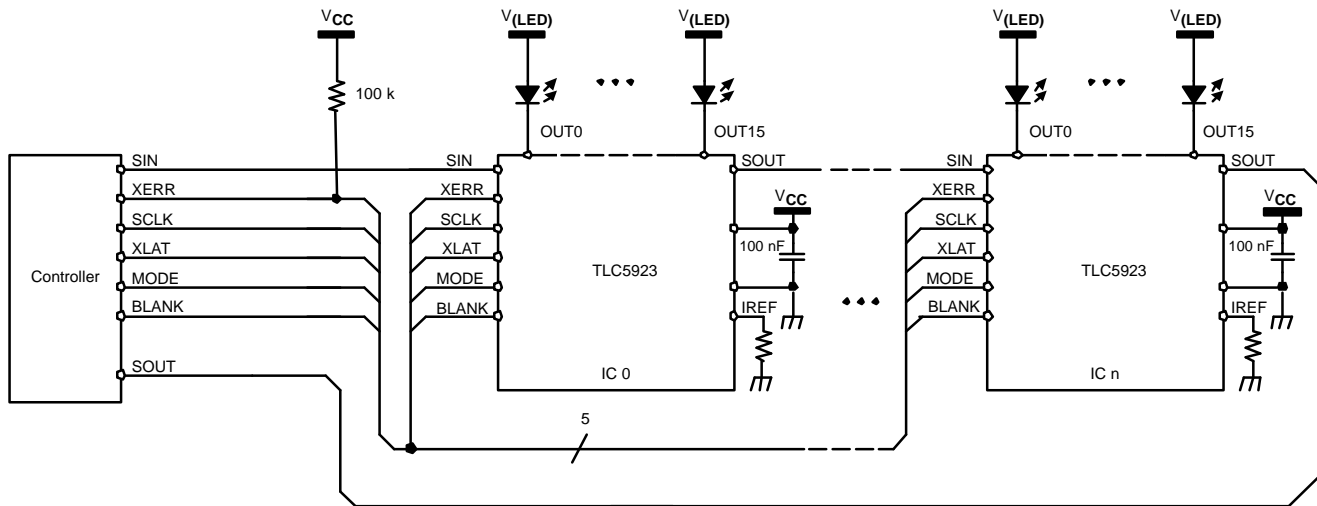 VCC
V(LED)
V(LED)
V(LED)
V(LED)
100 k
OUT0
OUT15
OUT0
OUT15
SIN
SIN
SOUT
SIN
SOUT
XERR
XERR
XERR
VCC
VCC
SCLK
SCLK
SCLK
100 nF
100 nF
XLAT
XLAT
XLAT
Controller
TLC5923
TLC5923
MODE
MODE
MODE
BLANK
BLANK
IREF
BLANK
IREF
SOUT
IC 0
IC n
5